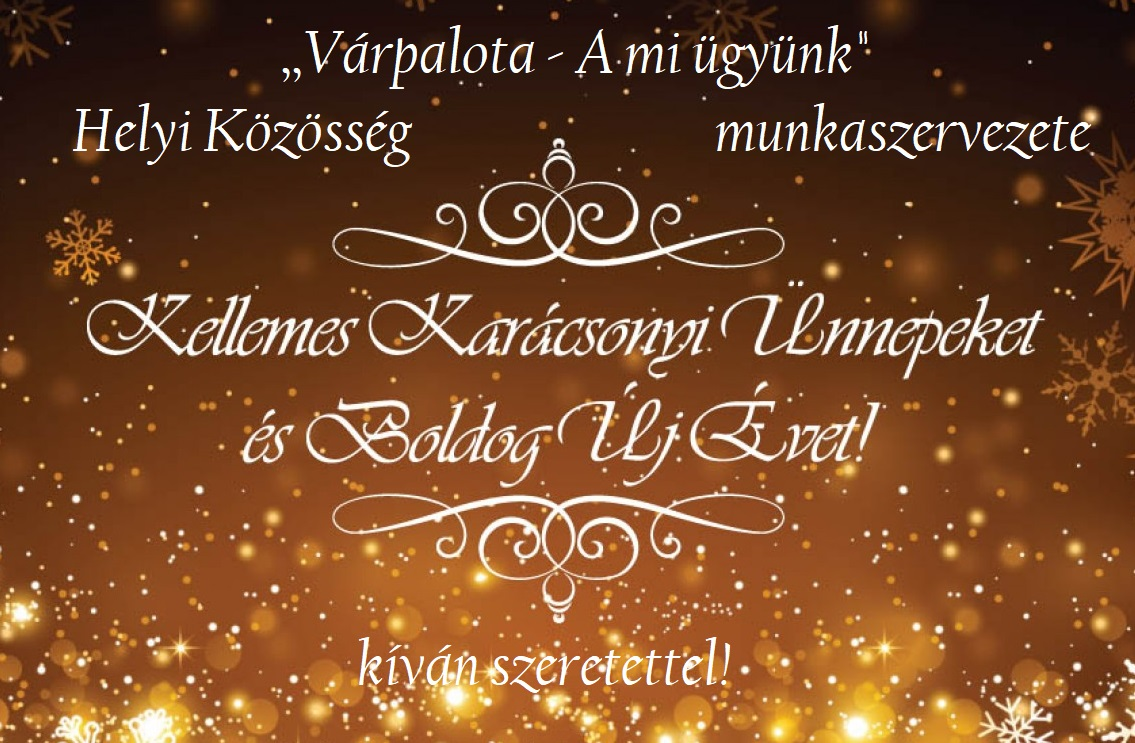 „Várpalota - A mi ügyünk"
Helyi Közösség munkaszervezete
Kellemes Karácsonyi Ünnepeket
és Boldog Új Évet!
kíván szeretettel!